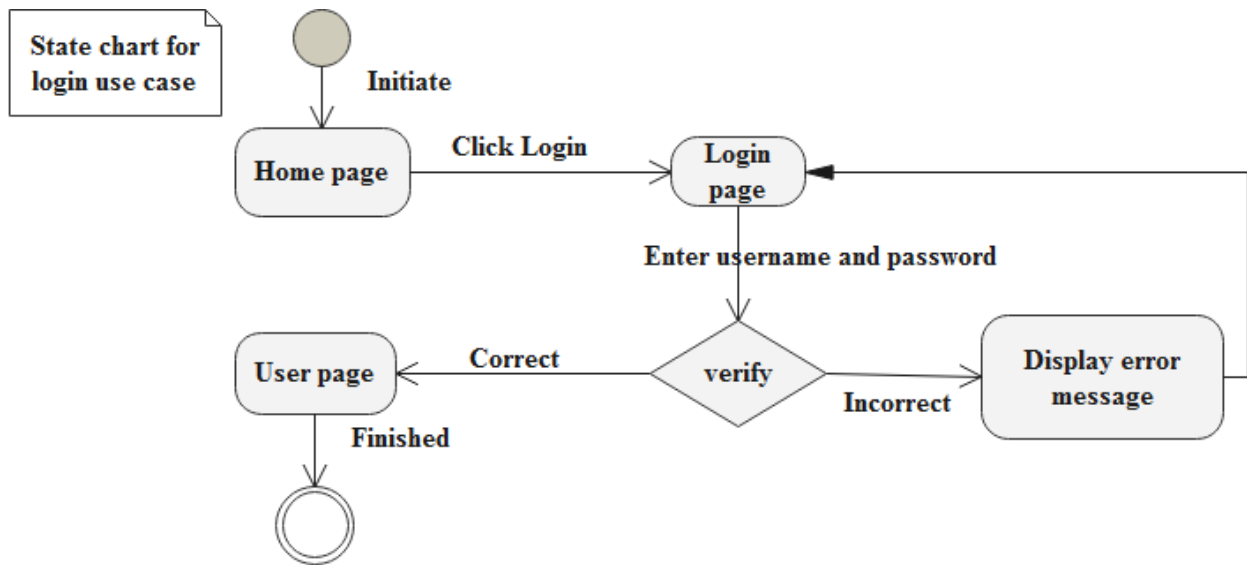 State chart for
login use case
Initiate
Home page
Click Login
Login
page
Enter username and password
User page
Correct
verify
Incorrect
Display error
message
Finished